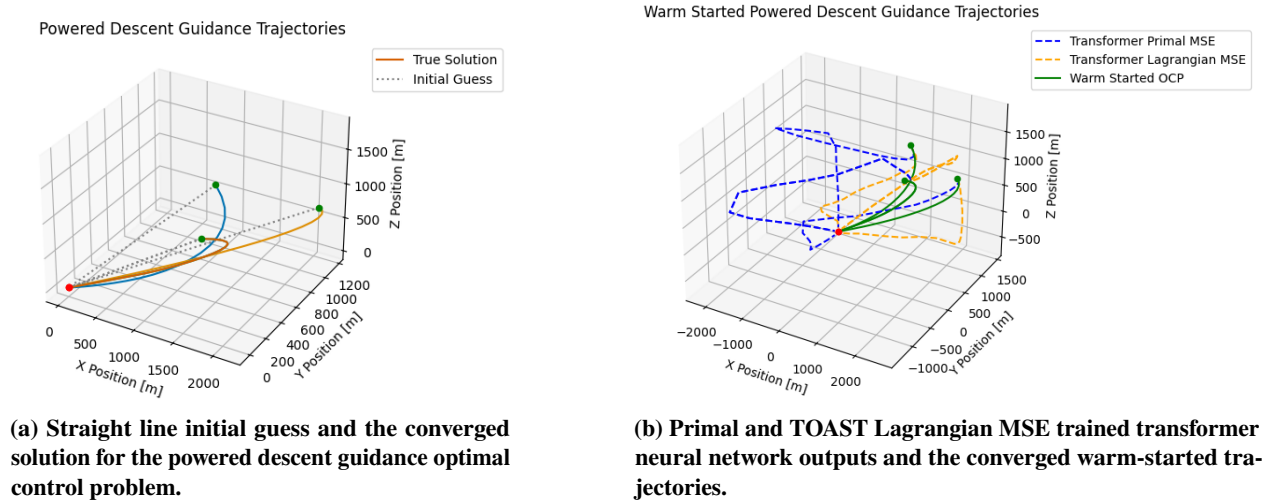 Powered Descent Guidance Trajectories
True Solution
Initial Guess
1500
1000
500
0
Z Position [m]
1200
1000
800
600
400
200
0
Y Position [m]
0
500
1000
1500
2000
X Position [m]
(a) Straight line initial guess and the converged
solution for the powered descent guidance optimal
control problem.
Warm Started Powered Descent Guidance Trajectories
Transformer Primal MSE
Transformer Lagrangian MSE
Warm Started OCP
1500
1000
500
0
−500
Z Position [m]
1500
1000
500
0
−500
−1000
Y Position [m]
−2000
−1000
0
1000
2000
X Position [m]
(b) Primal and TOAST Lagrangian MSE trained transformer
neural network outputs and the converged warm-started tra-
jectories.